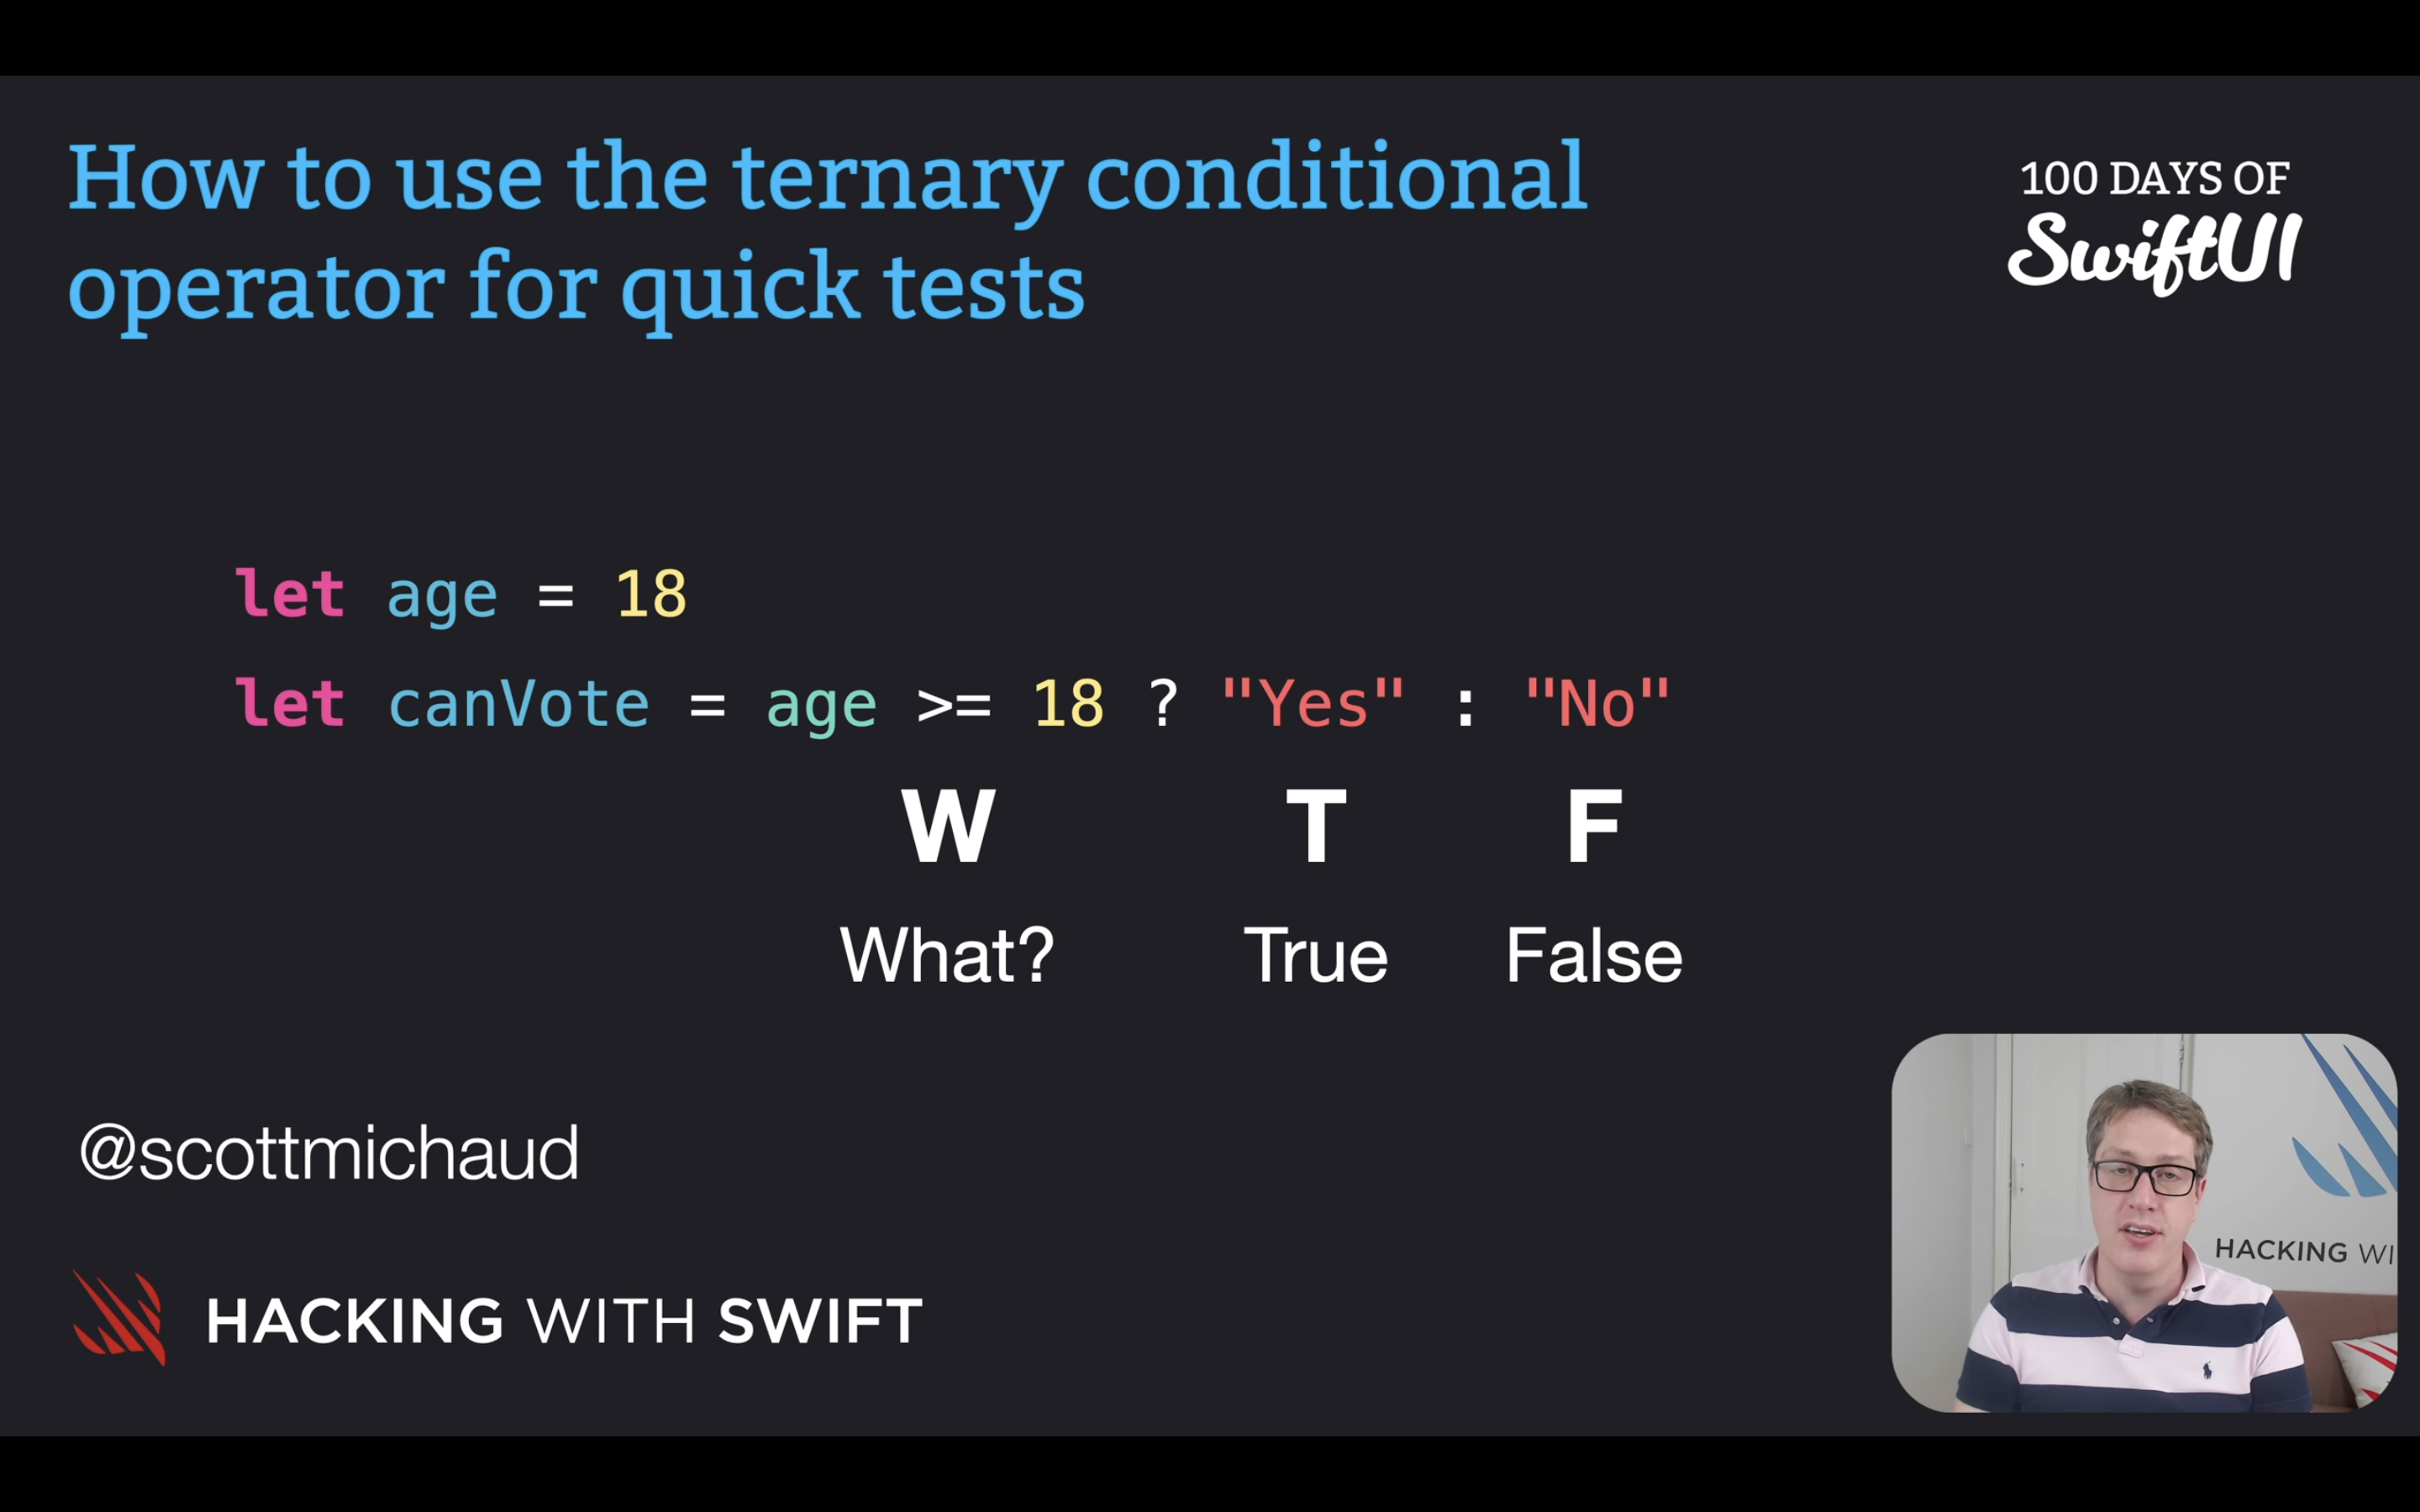 How to use the ternary conditional
operator for quick tests
100 DAYS OF
SwiftUI
let age = 18
let canVote = age >= 18 ? "Yes" : "No"
W T F
What? True False
@scottmichaud
HACKING WITH SWIFT
HACKING WI